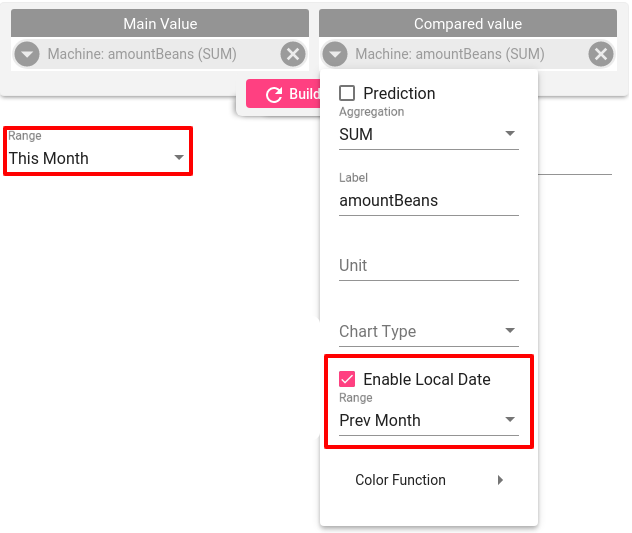 Main Value
Compared value
Machine: amountBeans (SUM)
Machine: amountBeans (SUM)
Build
Range
This Month
Prediction
Aggregation
SUM
Label
amountBeans
Unit
Chart Type
Enable Local Date
Range
Prev Month
Color Function